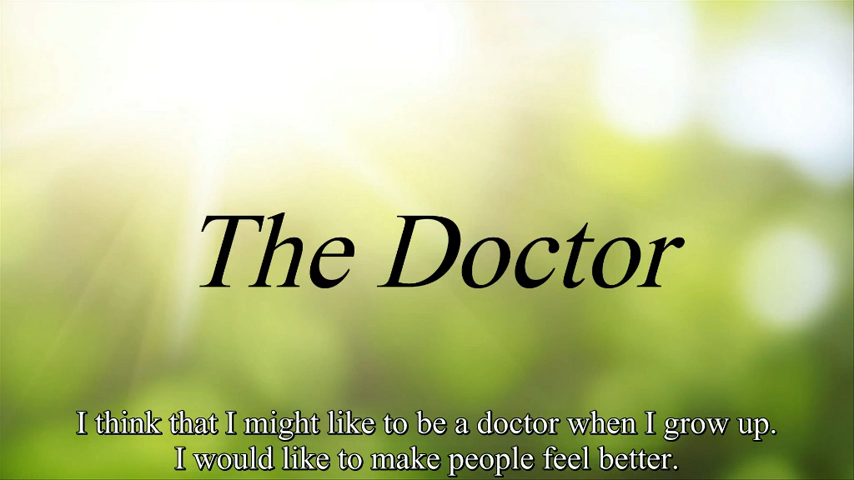 The Doctor
I think that I might like to be a doctor when I grow up.
I would like to make people feel better.